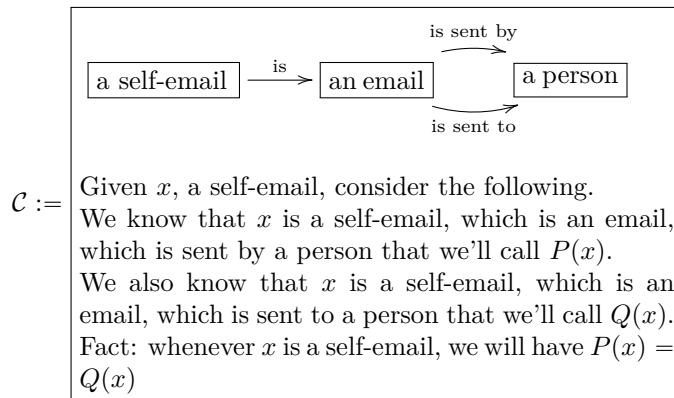 is sent by
a self-email
is
an email
a person
is sent to
C :=
Given x, a self-email, consider the following.
We know that x is a self-email, which is an email,
which is sent by a person that we'll call P(x).
We also know that x is a self-email, which is an
email, which is sent to a person that we'll call Q(x).
Fact: whenever x is a self-email, we will have P(x) =
Q(x)